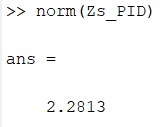 >> norm(Zs_PID)
ans =
2.2813